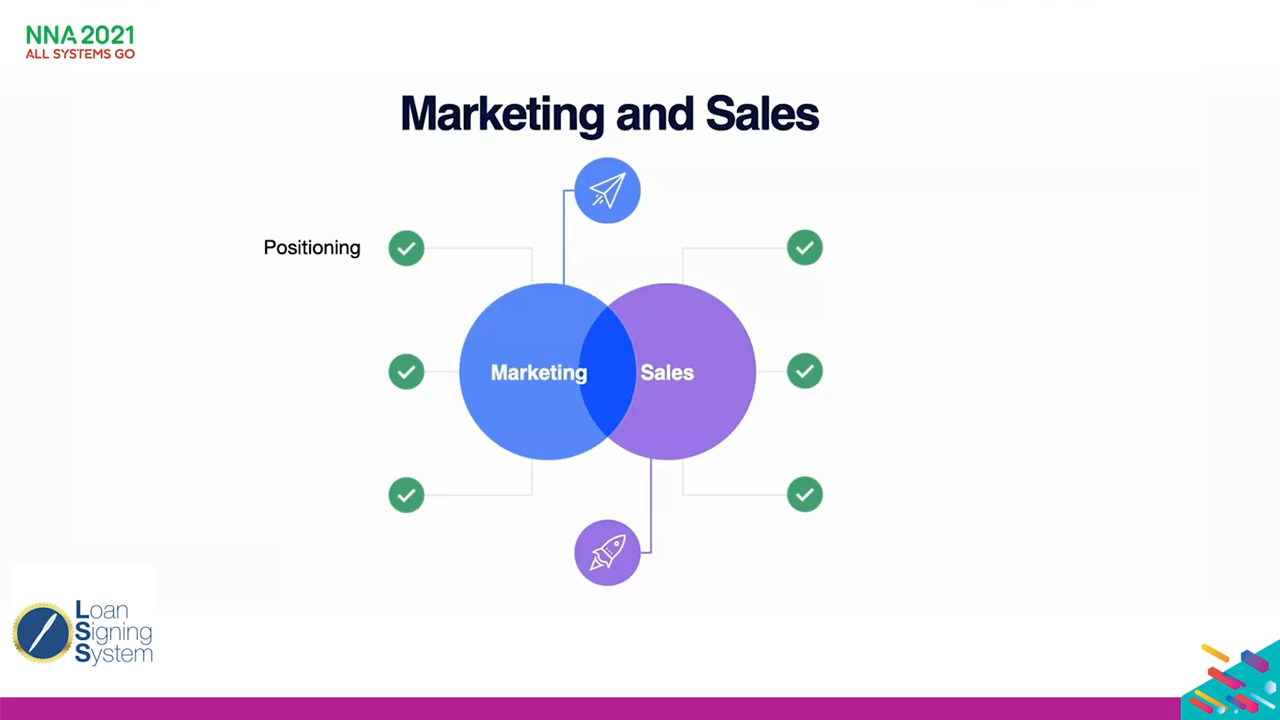 NNA 2021
ALL SYSTEMS GO
Marketing and Sales
Positioning
Marketing
Sales
Loan
Signing
System